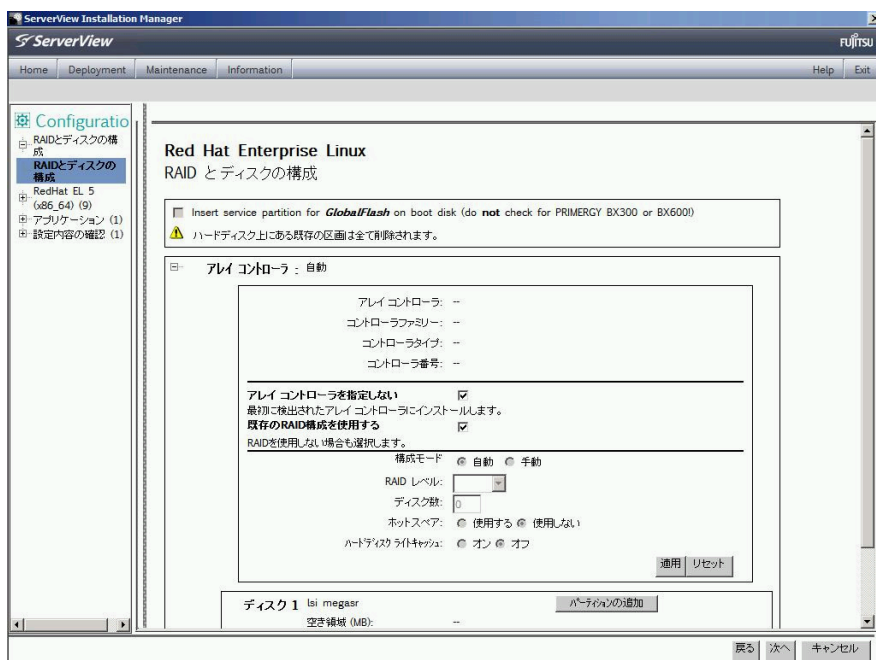 ServerView Installation Manager
ServerView
FUJITSU
Home Deployment Maintenance Information Help Exit
Configuratio
RAIDとディスクの構成
RAIDとディスクの構成
RedHat EL 5 (x86_64) (9)
アプリケーション (1)
設定内容の確認 (1)
Red Hat Enterprise Linux
RAID とディスクの構成
Insert service partition for GlobalFlash on boot disk (do not check for PRIMERGY BX300 or BX600!)
ハードディスク上にある既存の区画は全て削除されます。
アレイ コントローラ : 自動
アレイ コントローラ: --
コントローラファミリー: --
コントローラタイプ: --
コントローラ番号: --
アレイ コントローラを指定しない
最初に検出されたアレイ コントローラにインストールします。
既存のRAID構成を使用する
RAIDを使用しない場合も選択します。
構成モード 自動 手動
RAID レベル:
ディスク数: 0
ホットスペア: 使用する 使用しない
ハードディスク ライトキャッシュ: オン オフ
適用 リセット
ディスク 1 lsi megasr パーティションの追加
空き領域 (MB): --
戻る 次へ キャンセル